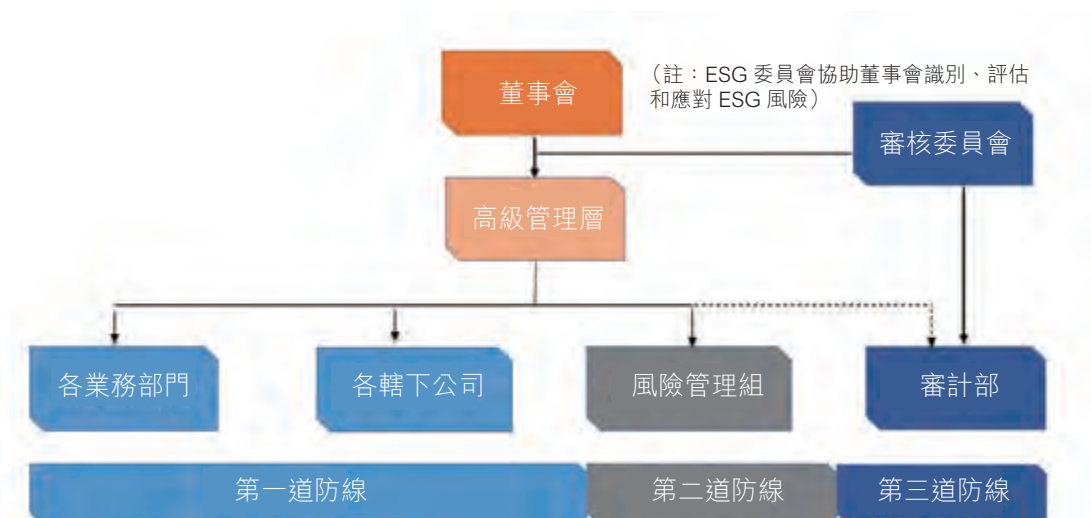 董事會
（註：ESG 委員會協助董事會識別、評估
和應對 ESG 風險）
審核委員會
高級管理層
各業務部門
各轄下公司
風險管理組
審計部
第一道防線
第二道防線
第三道防線